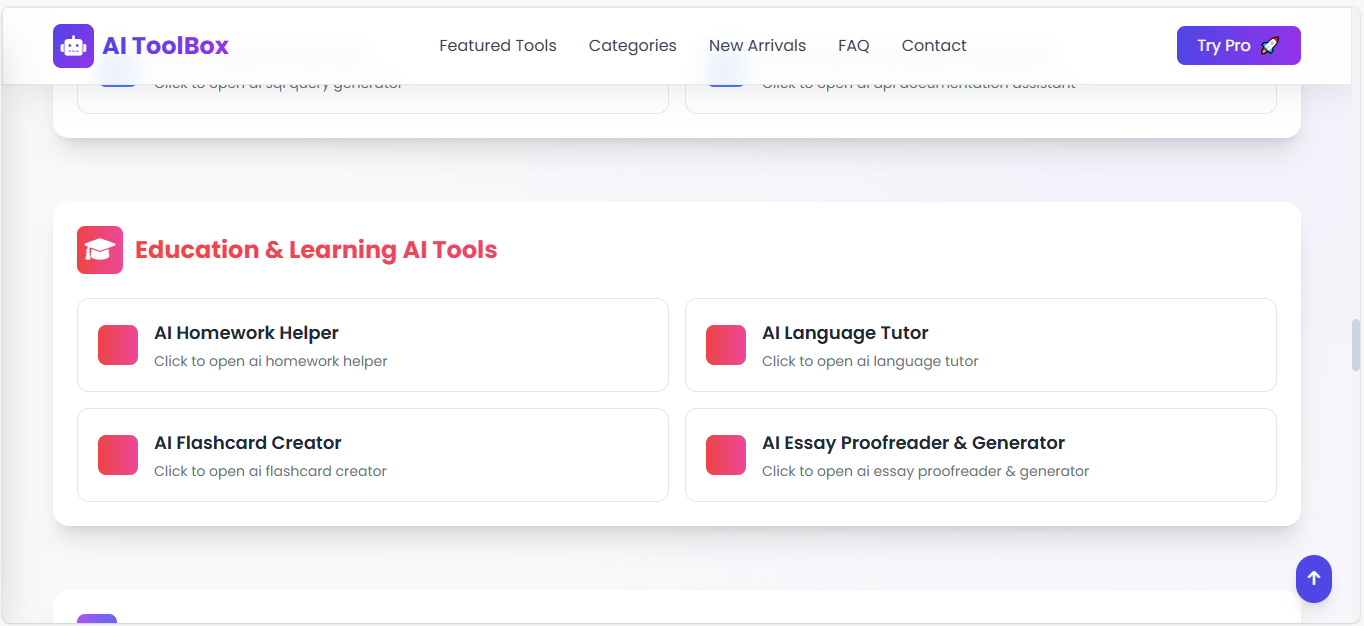 AI ToolBox
Featured Tools
Categories
New Arrivals
FAQ
Contact
Try Pro 🚀
Click to open ai sql query generator
Click to open ai api documentation assistant
Education & Learning AI Tools
AI Homework Helper
Click to open ai homework helper
AI Language Tutor
Click to open ai language tutor
AI Flashcard Creator
Click to open ai flashcard creator
AI Essay Proofreader & Generator
Click to open ai essay proofreader & generator